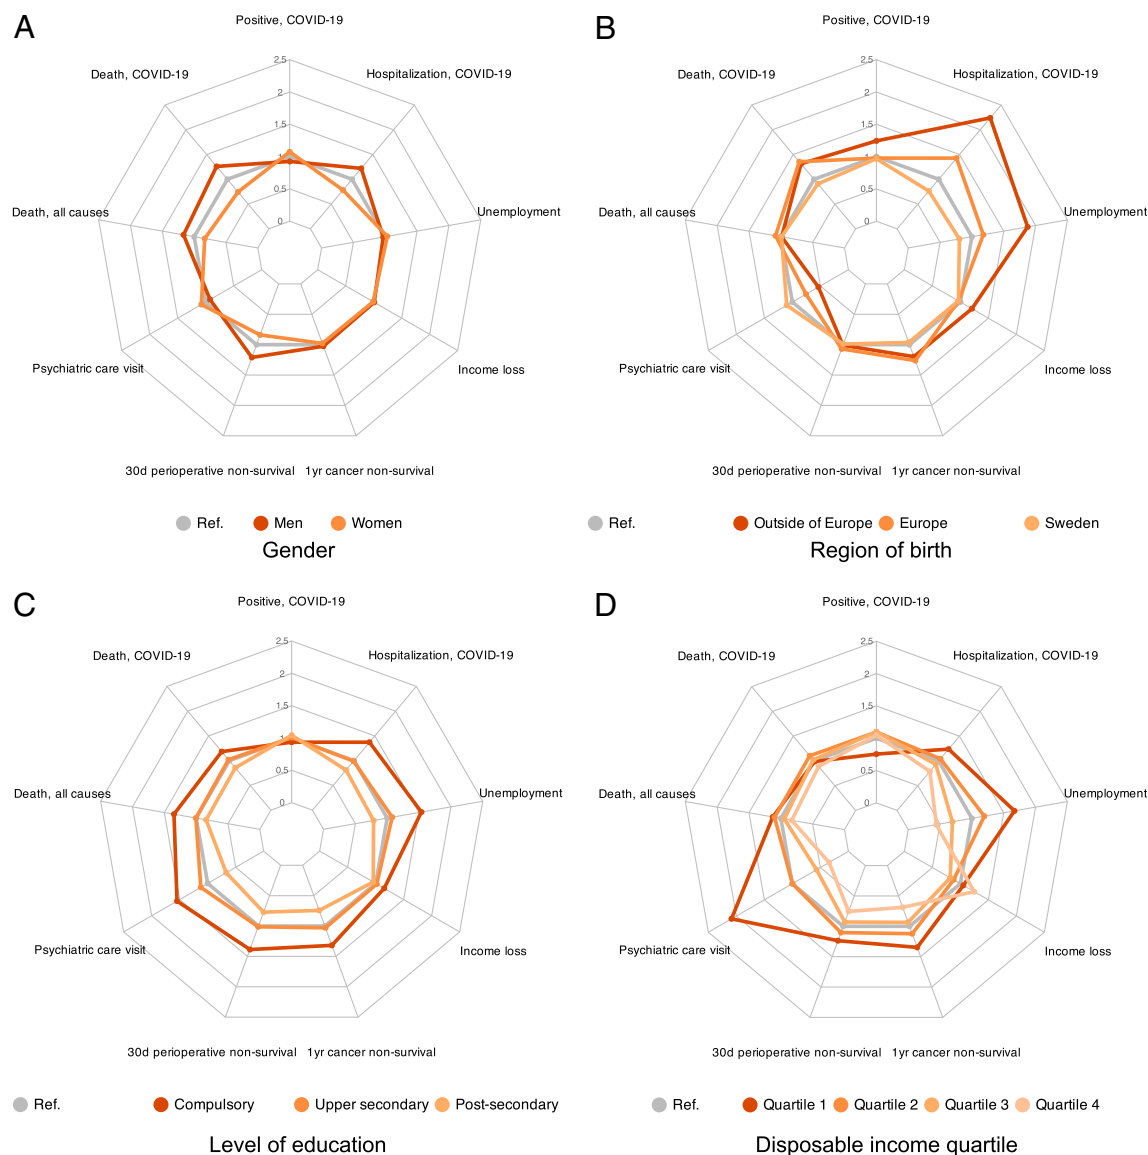 A
Positive, COVID-19
Death, COVID-19
Hospitalization, COVID-19
2.5
2
1.5
1
0.5
0
Death, all causes
Unemployment
Psychiatric care visit
Income loss
30d perioperative non-survival
1yr cancer non-survival
Ref.
Men
Women
Gender
B
Positive, COVID-19
Death, COVID-19
Hospitalization, COVID-19
2.5
2
1.5
1
0.5
0
Death, all causes
Unemployment
Psychiatric care visit
Income loss
30d perioperative non-survival
1yr cancer non-survival
Ref.
Outside of Europe
Europe
Sweden
Region of birth
C
Positive, COVID-19
Death, COVID-19
Hospitalization, COVID-19
2.5
2
1.5
1
0.5
0
Death, all causes
Unemployment
Psychiatric care visit
Income loss
30d perioperative non-survival
1yr cancer non-survival
Ref.
Compulsory
Upper secondary
Post-secondary
Level of education
D
Positive, COVID-19
Death, COVID-19
Hospitalization, COVID-19
2.5
2
1.5
1
0.5
0
Death, all causes
Unemployment
Psychiatric care visit
Income loss
30d perioperative non-survival
1yr cancer non-survival
Ref.
Quartile 1
Quartile 2
Quartile 3
Quartile 4
Disposable income quartile